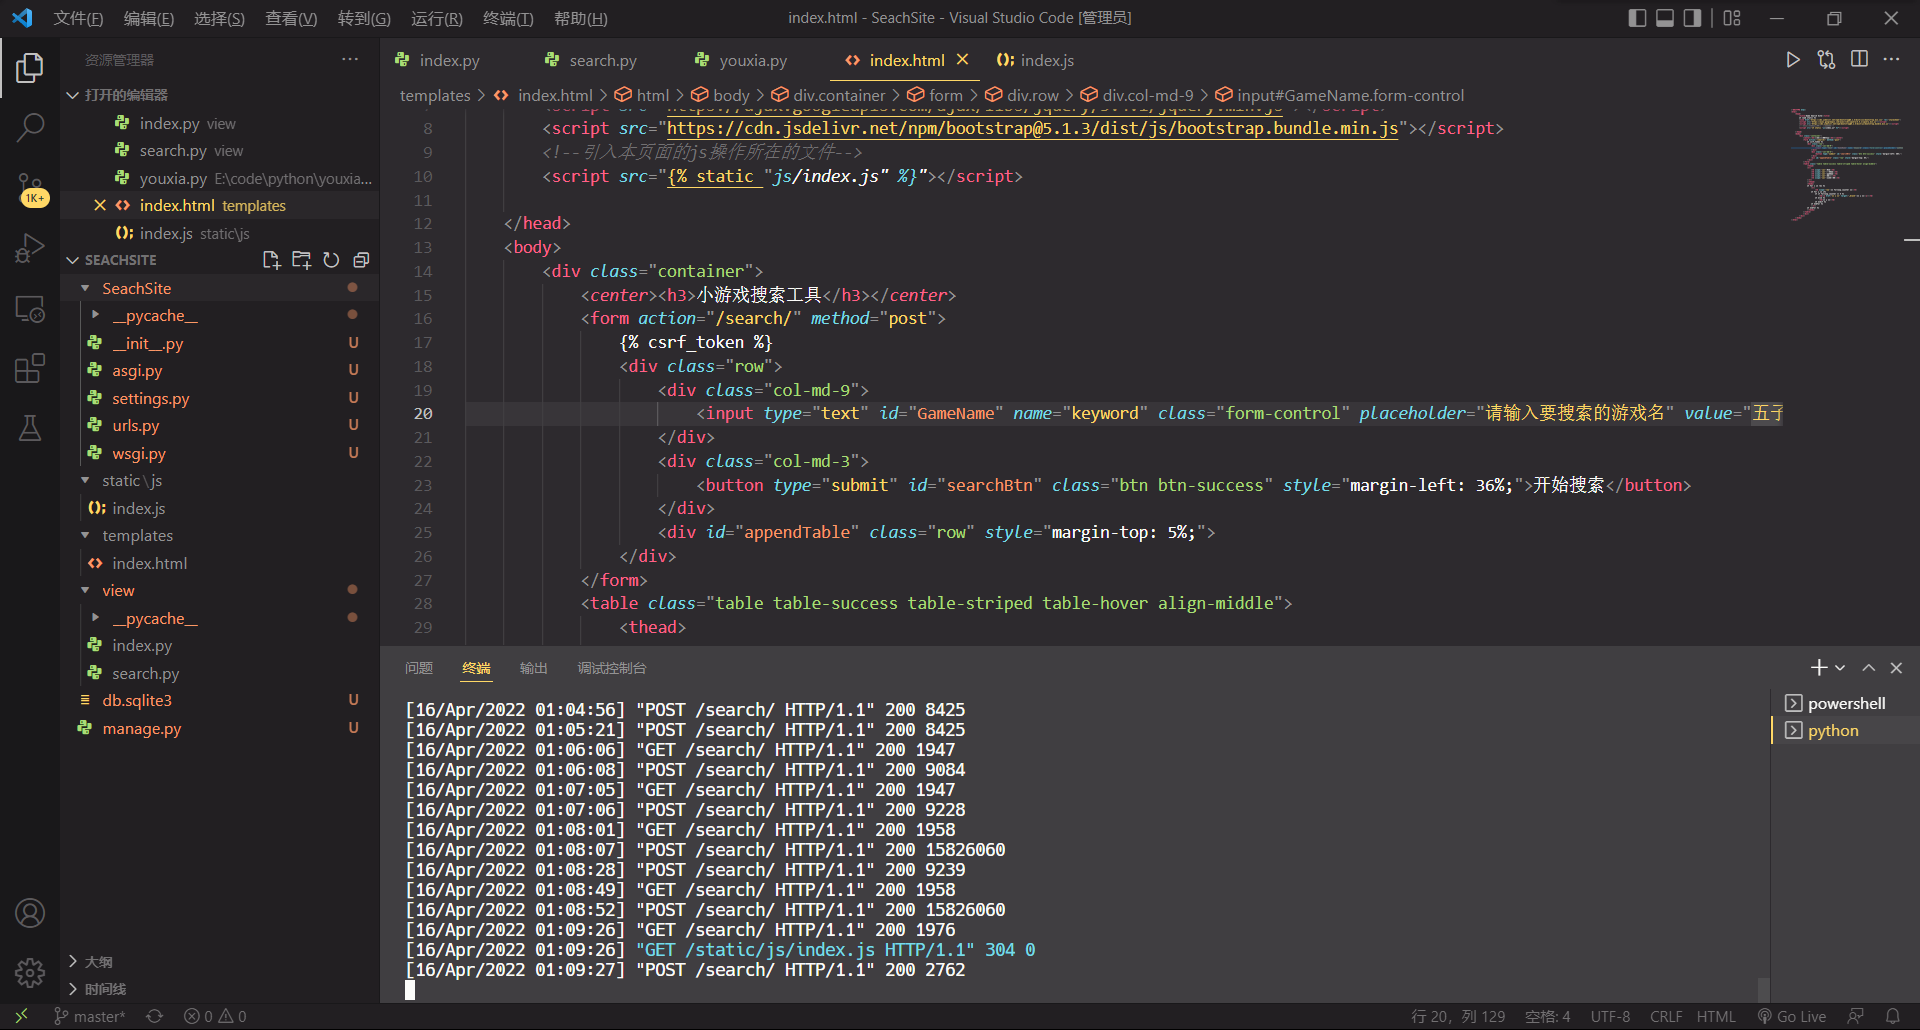 文件(F) 编辑(E) 选择(S) 查看(V) 转到(G) 运行(R) 终端(T) 帮助(H) index.html - SeachSite - Visual Studio Code [管理员]
资源管理器 ···
打开的编辑器
index.py view
search.py view
youxia.py E:\code\python\youxia...
index.html templates
index.js static\js
1K+
SEACHSITE
SeachSite
__pycache__
__init__.py U
asgi.py U
settings.py U
urls.py U
wsgi.py U
static\js
index.js
templates
index.html
view
__pycache__
index.py
search.py
db.sqlite3 U
manage.py U
大纲
时间线
index.py search.py youxia.py index.html index.js
templates > index.html > html > body > div.container > form > div.row > div.col-md-9 > input#GameName.form-control
8 <script src="https://cdn.jsdelivr.net/npm/bootstrap@5.1.3/dist/js/bootstrap.bundle.min.js"></script>
9 <!--引入本页面的js操作所在的文件-->
10 <script src="{% static "js/index.js" %}"></script>
11
12 </head>
13 <body>
14 <div class="container">
15 <center><h3>小游戏搜索工具</h3></center>
16 <form action="/search/" method="post">
17 {% csrf_token %}
18 <div class="row">
19 <div class="col-md-9">
20 <input type="text" id="GameName" name="keyword" class="form-control" placeholder="请输入要搜索的游戏名" value="五子
21 </div>
22 <div class="col-md-3">
23 <button type="submit" id="searchBtn" class="btn btn-success" style="margin-left: 36%;">开始搜索</button>
24 </div>
25 <div id="appendTable" class="row" style="margin-top: 5%;">
26 </div>
27 </form>
28 <table class="table table-success table-striped table-hover align-middle">
29 <thead>
问题 终端 输出 调试控制台
[16/Apr/2022 01:04:56] "POST /search/ HTTP/1.1" 200 8425
[16/Apr/2022 01:05:21] "POST /search/ HTTP/1.1" 200 8425
[16/Apr/2022 01:06:06] "GET /search/ HTTP/1.1" 200 1947
[16/Apr/2022 01:06:08] "POST /search/ HTTP/1.1" 200 9084
[16/Apr/2022 01:07:05] "GET /search/ HTTP/1.1" 200 1947
[16/Apr/2022 01:07:06] "POST /search/ HTTP/1.1" 200 9228
[16/Apr/2022 01:08:01] "GET /search/ HTTP/1.1" 200 1958
[16/Apr/2022 01:08:07] "POST /search/ HTTP/1.1" 200 15826060
[16/Apr/2022 01:08:28] "POST /search/ HTTP/1.1" 200 9239
[16/Apr/2022 01:08:49] "GET /search/ HTTP/1.1" 200 1958
[16/Apr/2022 01:08:52] "POST /search/ HTTP/1.1" 200 15826060
[16/Apr/2022 01:09:26] "GET /search/ HTTP/1.1" 200 1976
[16/Apr/2022 01:09:26] "GET /static/js/index.js HTTP/1.1" 304 0
[16/Apr/2022 01:09:27] "POST /search/ HTTP/1.1" 200 2762
powershell
python
master* 0 0 行 20，列 129 空格: 4 UTF-8 CRLF HTML Go Live